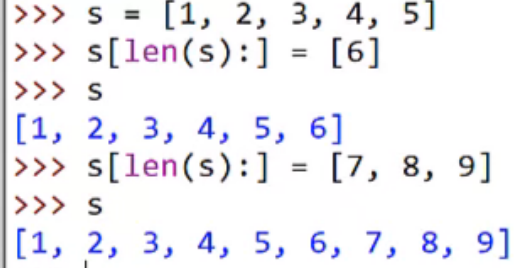 >>> s = [1, 2, 3, 4, 5]
>>> s[len(s):] = [6]
>>> s
[1, 2, 3, 4, 5, 6]
>>> s[len(s):] = [7, 8, 9]
>>> s
[1, 2, 3, 4, 5, 6, 7, 8, 9]